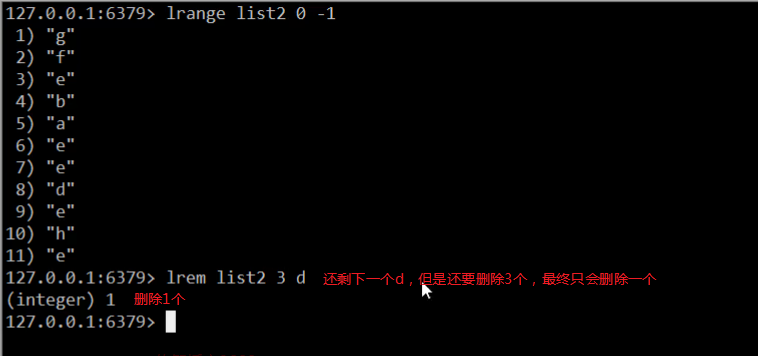 127.0.0.1:6379> lrange list2 0 -1
1) "g"
2) "f"
3) "e"
4) "b"
5) "a"
6) "e"
7) "e"
8) "d"
9) "e"
10) "h"
11) "e"
127.0.0.1:6379> lrem list2 3 d 还剩下一个d，但是还要删除3个，最终只会删除一个
(integer) 1 删除1个
127.0.0.1:6379>